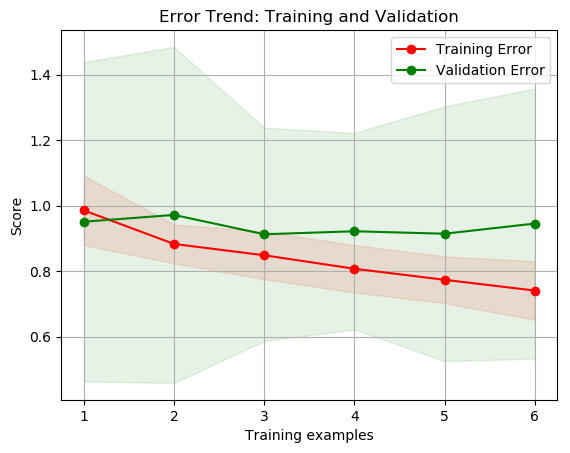 Error Trend: Training and Validation
Training Error
Validation Error
Score
1.4
1.2
1.0
0.8
0.6
1 2 3 4 5 6
Training examples